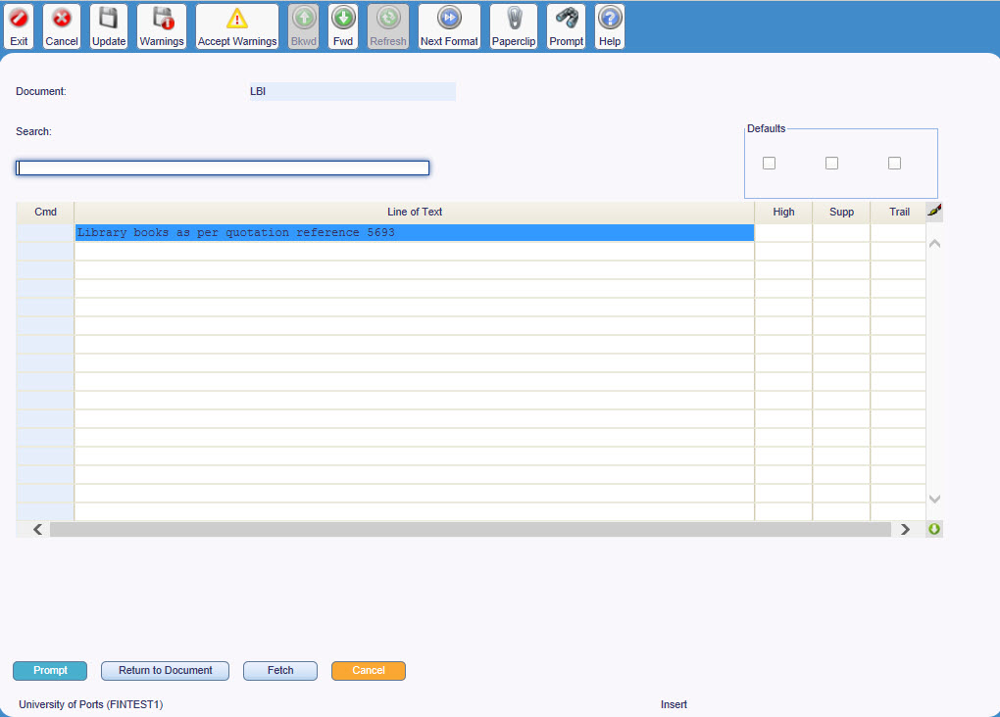 Exit Cancel Update Warnings Accept Warnings Bkwd Fwd Refresh Next Format Paperclip Prompt Help
Document: LBI
Search:
Defaults
Cmd Line of Text High Supp Trail
Library books as per quotation reference 5693
Prompt Return to Document Fetch Cancel
University of Ports (FINTEST1) Insert